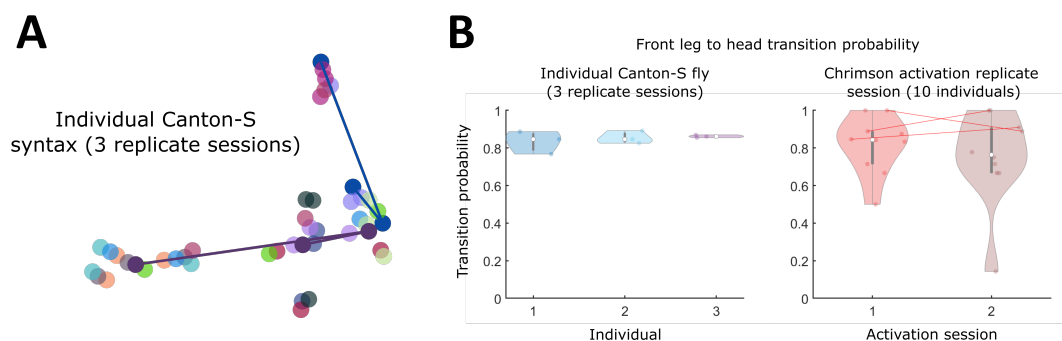 A
Individual Canton-S
syntax (3 replicate sessions)
B
Front leg to head transition probability
Individual Canton-S fly
(3 replicate sessions)
Chrimson activation replicate
session (10 individuals)
Transition probability
1
0.8
0.6
0.4
0.2
0
1
2
3
Individual
1
0.8
0.6
0.4
0.2
0
1
2
Activation session